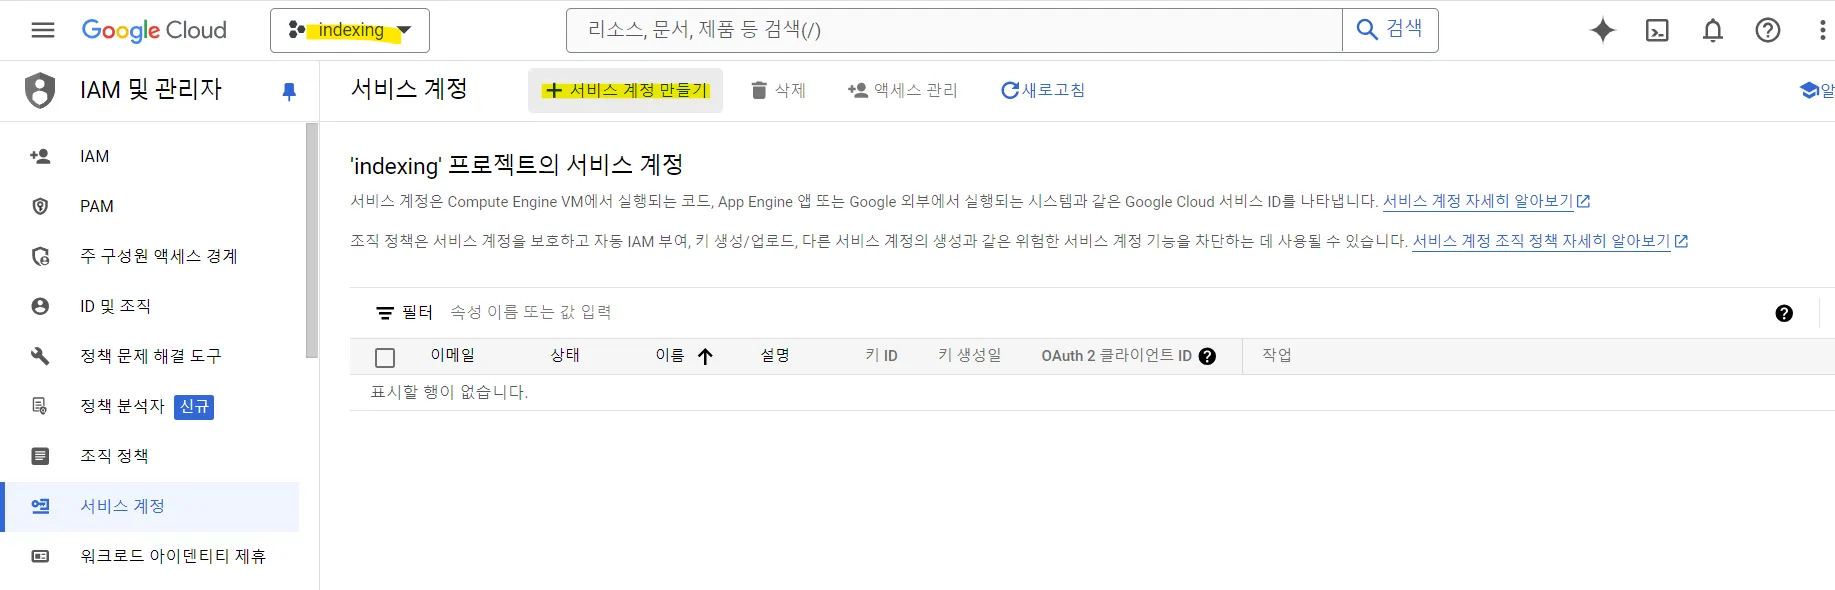 Google Cloud
indexing
리소스, 문서, 제품 등 검색(/)
검색
IAM 및 관리자
서비스 계정
서비스 계정 만들기
삭제
액세스 관리
새로고침
알
IAM
PAM
주 구성원 액세스 경계
ID 및 조직
정책 문제 해결 도구
정책 분석자 신규
조직 정책
서비스 계정
워크로드 아이덴티티 제휴
'indexing' 프로젝트의 서비스 계정
서비스 계정은 Compute Engine VM에서 실행되는 코드, App Engine 앱 또는 Google 외부에서 실행되는 시스템과 같은 Google Cloud 서비스 ID를 나타냅니다. 서비스 계정 자세히 알아보기
조직 정책은 서비스 계정을 보호하고 자동 IAM 부여, 키 생성/업로드, 다른 서비스 계정의 생성과 같은 위험한 서비스 계정 기능을 차단하는 데 사용될 수 있습니다. 서비스 계정 조직 정책 자세히 알아보기
필터 속성 이름 또는 값 입력
이메일 상태 이름 설명 키 ID 키 생성일 OAuth 2 클라이언트 ID 작업
표시할 행이 없습니다.